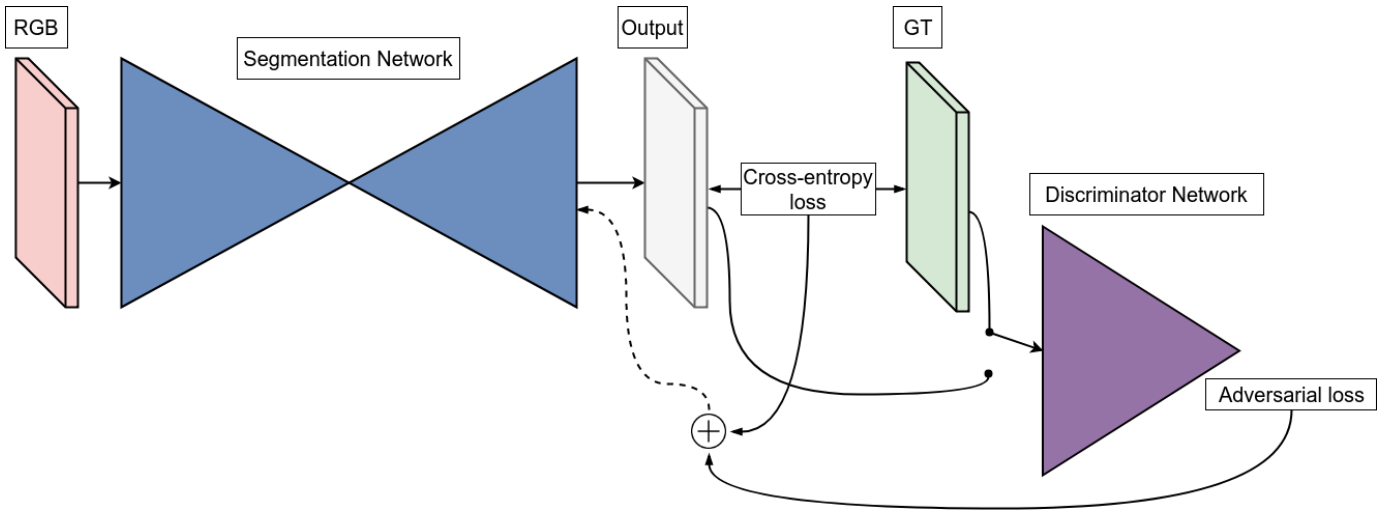 RGB
Segmentation Network
Output
GT
Cross-entropy
loss
Discriminator Network
Adversarial loss